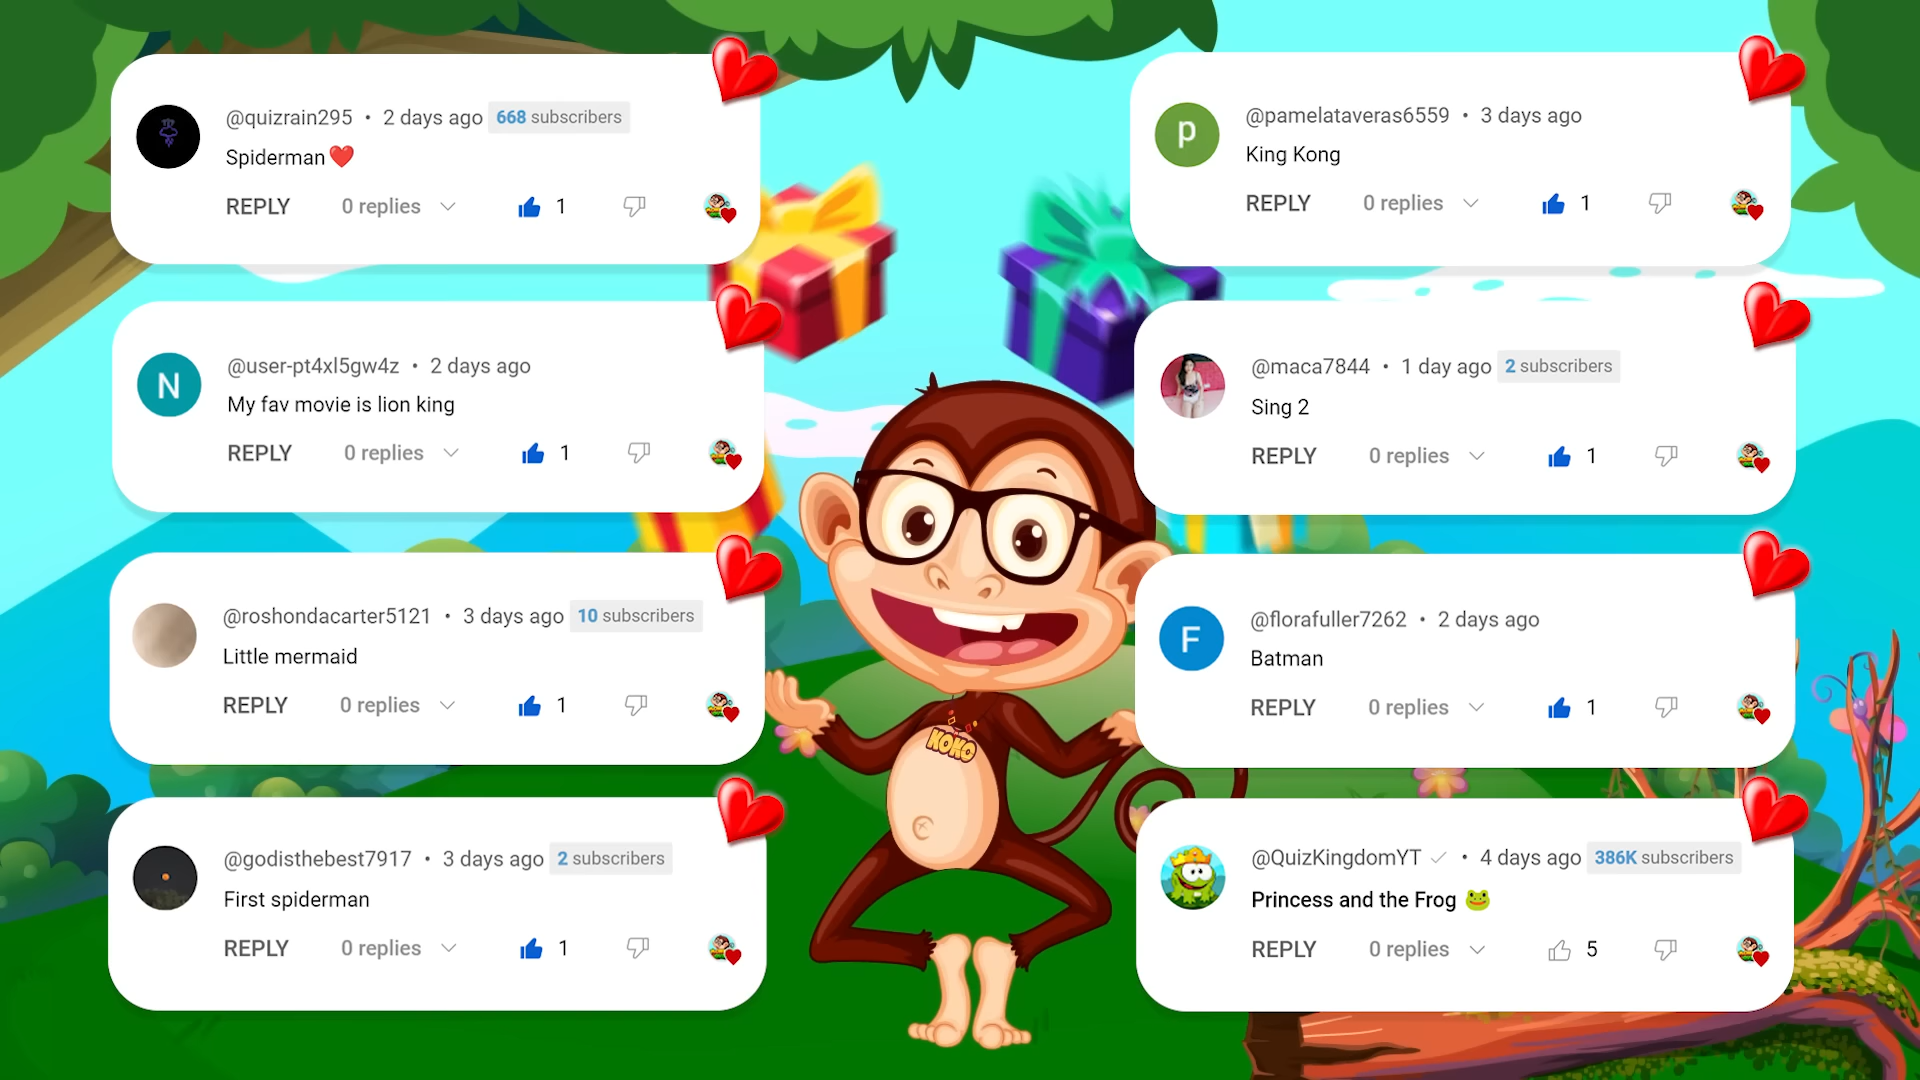 @quizrain295 • 2 days ago 668 subscribers
Spiderman ❤️
REPLY 0 replies 1
@user-pt4xl5gw4z • 2 days ago
N
My fav movie is lion king
REPLY 0 replies 1
@roshondacarter5121 • 3 days ago 10 subscribers
Little mermaid
REPLY 0 replies 1
@godisthebest7917 • 3 days ago 2 subscribers
First spiderman
REPLY 0 replies 1
KOKO
@pamelataveras6559 • 3 days ago
p
King Kong
REPLY 0 replies 1
@maca7844 • 1 day ago 2 subscribers
Sing 2
REPLY 0 replies 1
@florafuller7262 • 2 days ago
F
Batman
REPLY 0 replies 1
@QuizKingdomYT ✓ • 4 days ago 386K subscribers
Princess and the Frog 🐸
REPLY 0 replies 5